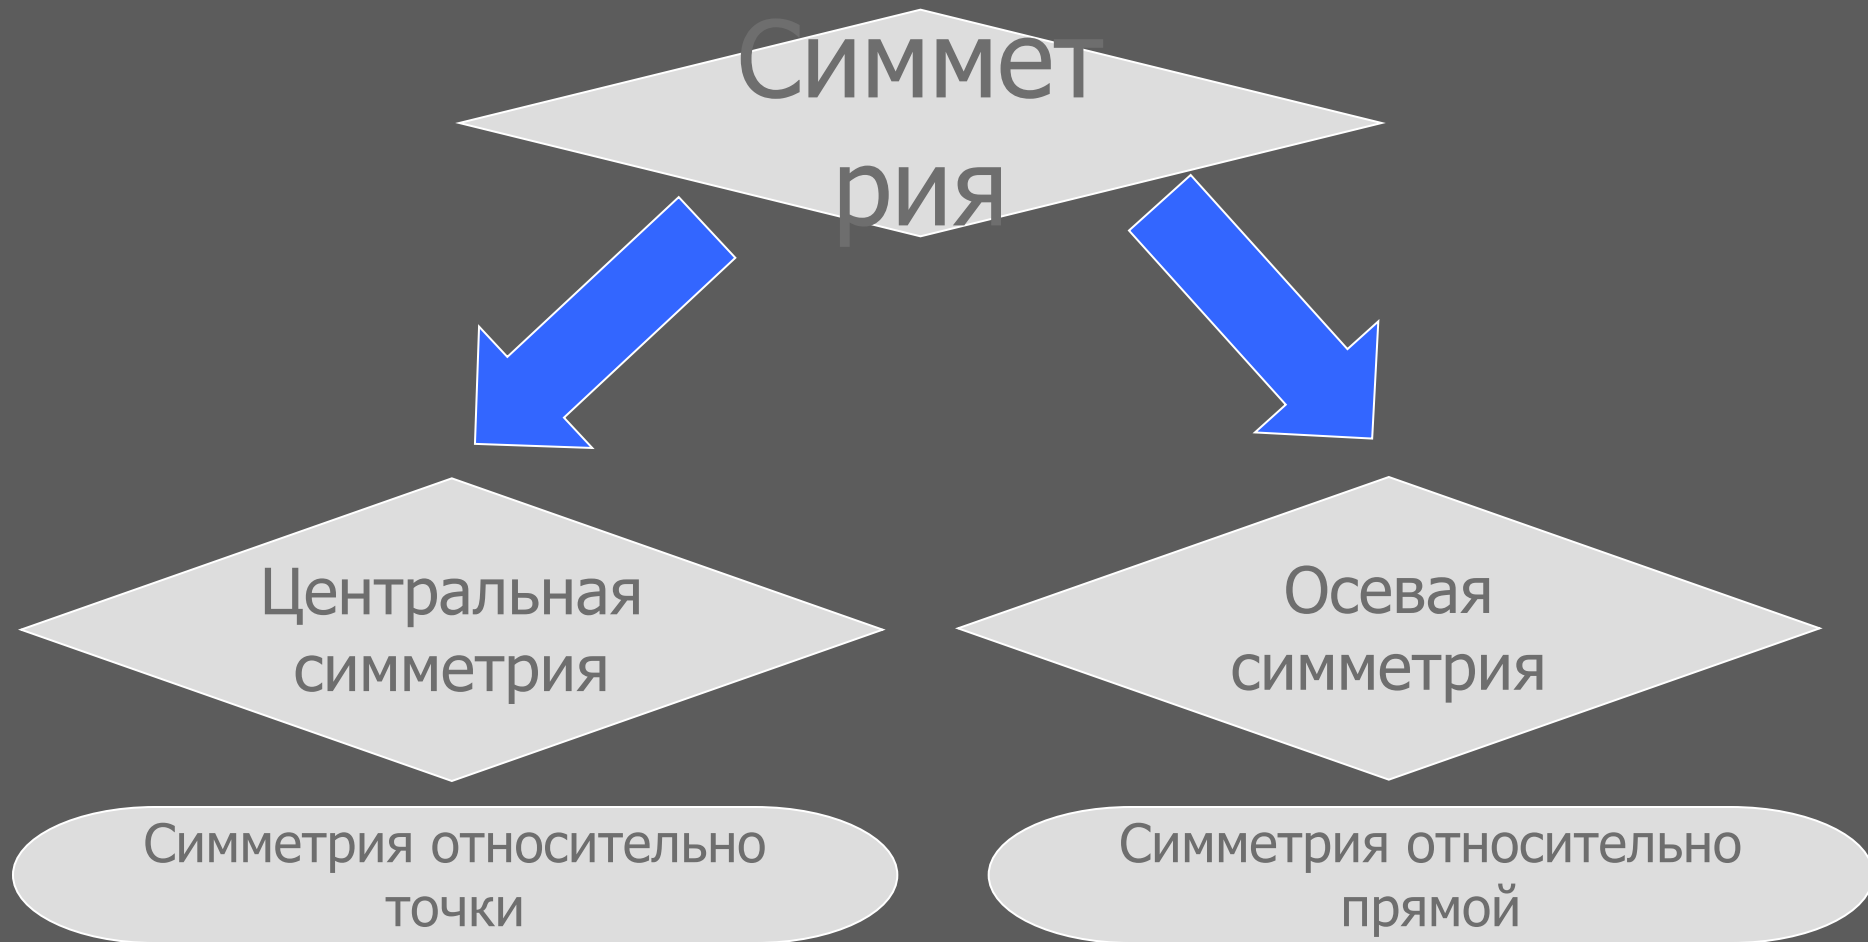 Симмет
рия
Центральная
симметрия
Осевая
симметрия
Симметрия относительно
точки
Симметрия относительно
прямой